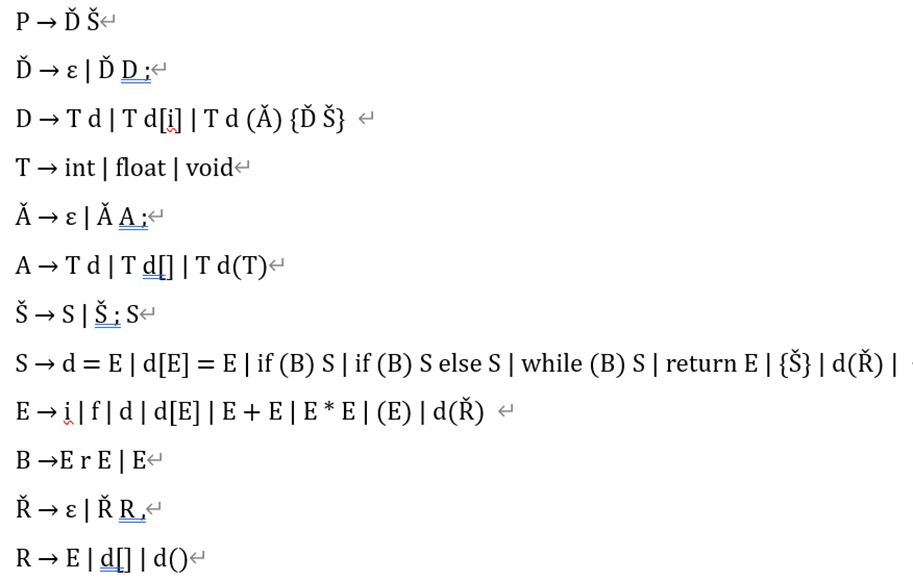 P → Ď Š↵
Ď → ε | Ď D ;↵
D → T d | T d[i] | T d (Ǎ) {Ď Š} ↵
T → int | float | void↵
Ǎ → ε | Ǎ A ;↵
A → T d | T d[] | T d(T)↵
Š → S | Š ; S↵
S → d = E | d[E] = E | if (B) S | if (B) S else S | while (B) S | return E | {Š} | d(Ř) |
E → i | f | d | d[E] | E + E | E * E | (E) | d(Ř) ↵
B →E r E | E↵
Ř → ε | Ř R ,↵
R → E | d[] | d()↵